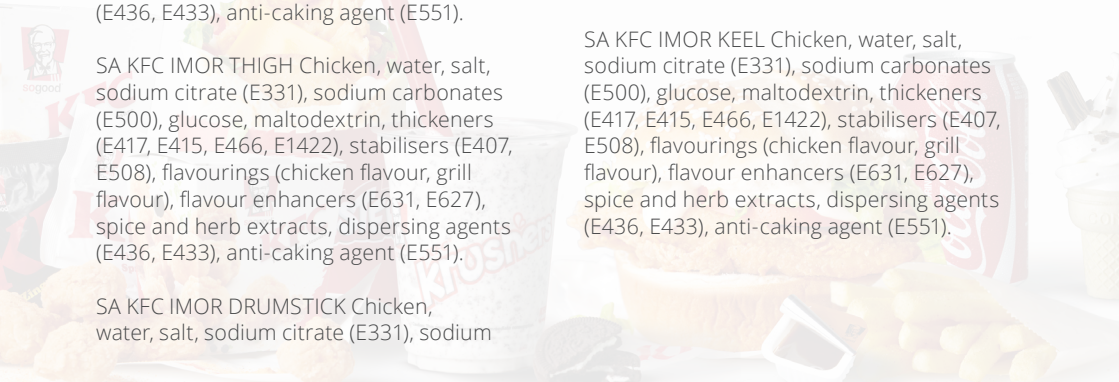 (E436, E433), anti-caking agent (E551).
SA KFC IMOR THIGH Chicken, water, salt,
sodium citrate (E331), sodium carbonates
(E500), glucose, maltodextrin, thickeners
(E417, E415, E466, E1422), stabilisers (E407,
E508), flavourings (chicken flavour, grill
flavour), flavour enhancers (E631, E627),
spice and herb extracts, dispersing agents
(E436, E433), anti-caking agent (E551).
SA KFC IMOR DRUMSTICK Chicken,
water, salt, sodium citrate (E331), sodium
SA KFC IMOR KEEL Chicken, water, salt,
sodium citrate (E331), sodium carbonates
(E500), glucose, maltodextrin, thickeners
(E417, E415, E466, E1422), stabilisers (E407,
E508), flavourings (chicken flavour, grill
flavour), flavour enhancers (E631, E627),
spice and herb extracts, dispersing agents
(E436, E433), anti-caking agent (E551).
sogood
Krushers